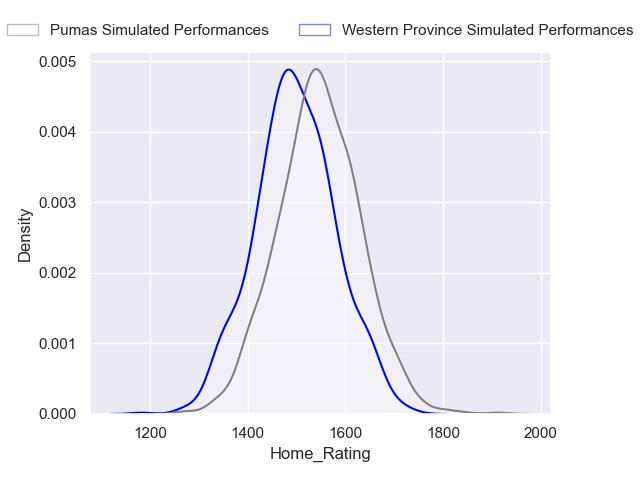 Pumas Simulated Performances Western Province Simulated Performances
0.005
0.004
0.003
0.002
0.001
0.000
Density
1200 1400 1600 1800 2000
Home_Rating